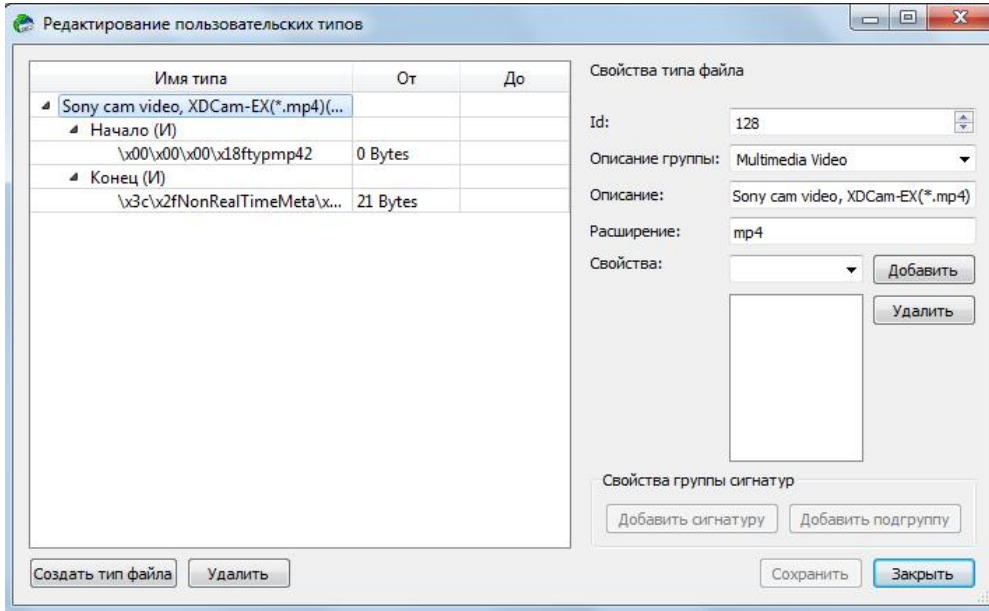 Редактирование пользовательских типов
Имя типа От До
Sony cam video, XDCam-EX(*.mp4)(...
Начало (И)
\x00\x00\x00\x18ftypmp42 0 Bytes
Конец (И)
\x3c\x2fNonRealTimeMeta\x... 21 Bytes
Свойства типа файла
Id: 128
Описание группы: Multimedia Video
Описание: Sony cam video, XDCam-EX(*.mp4)
Расширение: mp4
Свойства: Добавить
Удалить
Свойства группы сигнатур
Добавить сигнатуру Добавить подгруппу
Создать тип файла Удалить Сохранить Закрыть